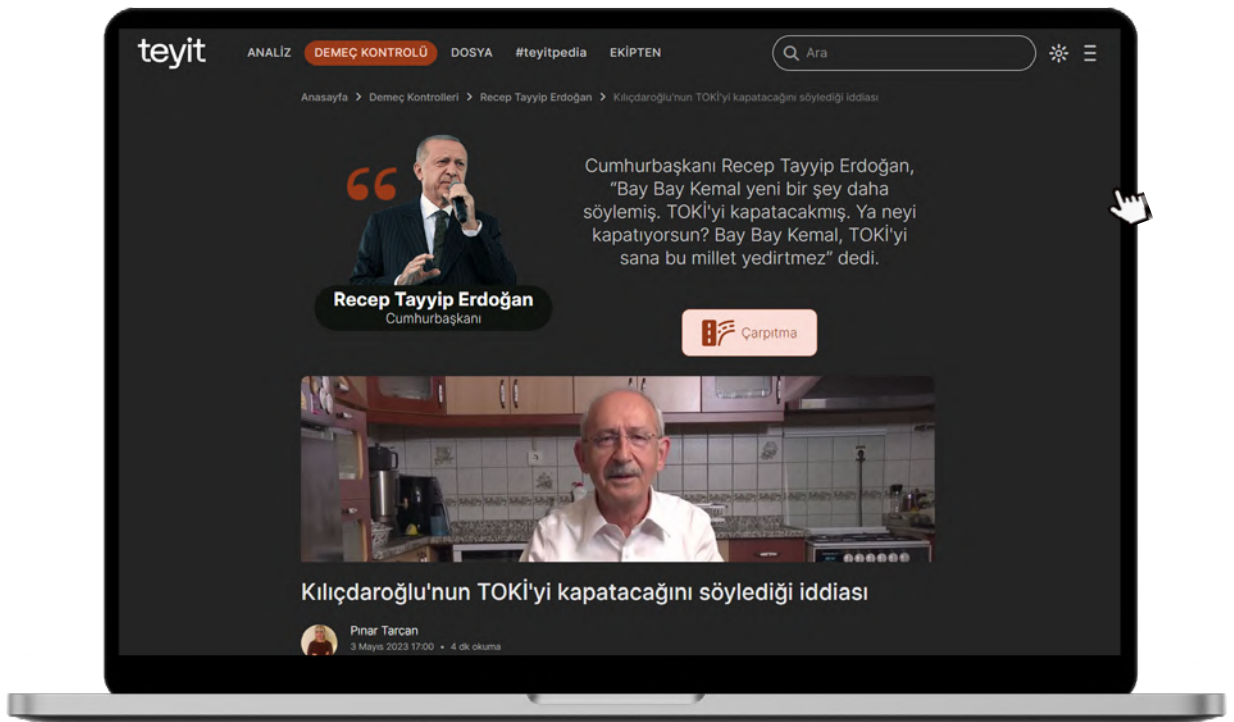 teyit
ANALİZ DEMEÇ KONTROLÜ DOSYA #teyitpedia EKİPTEN Ara
Anasayfa > Demeç Kontrolleri > Recep Tayyip Erdoğan > Kılıçdaroğlu'nun TOKİ'yi kapatacağını söylediği iddiası
Cumhurbaşkanı Recep Tayyip Erdoğan,
“Bay Bay Kemal yeni bir şey daha
söylemiş. TOKİ'yi kapatacakmış. Ya neyi
kapatıyorsun? Bay Bay Kemal, TOKİ'yi
sana bu millet yedirtmez” dedi.
Recep Tayyip Erdoğan
Cumhurbaşkanı
Çarpıtma
Kılıçdaroğlu'nun TOKİ'yi kapatacağını söylediği iddiası
Pınar Tarcan
3 Mayıs 2023 17:00 • 4 dk okuma